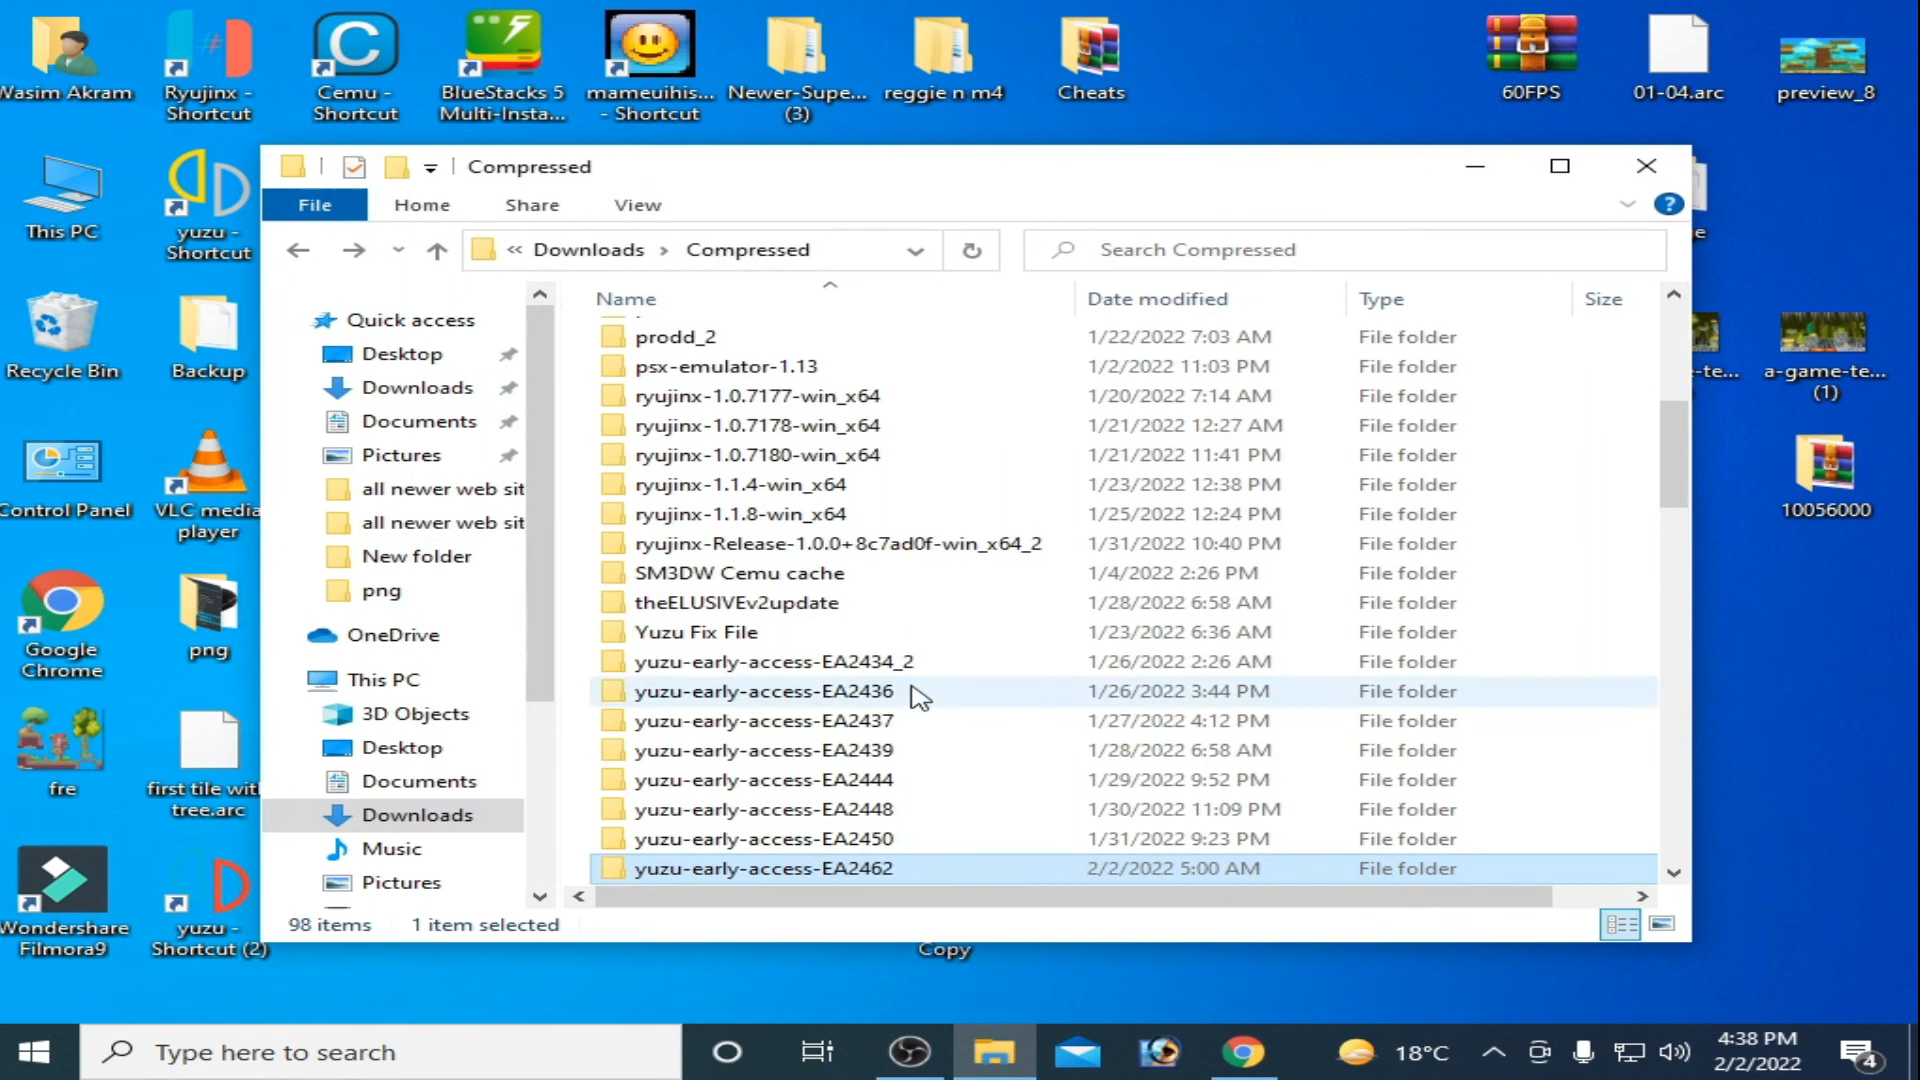 Wasim Akram
Ryujinx -
Shortcut
Cemu -
Shortcut
BlueStacks 5
Multi-Insta...
mameuihis...
- Shortcut
Newer-Supe...
(3)
reggie n m4
Cheats
60FPS
01-04.arc
preview_8
This PC
yuzu -
Shortcut
Recycle Bin
Backup
Control Panel
VLC media
player
Google
Chrome
png
fre
first tile with
tree.arc
Wondershare
Filmora9
yuzu -
Shortcut (2)
Compressed
File
Home
Share
View
?
« Downloads › Compressed
Search Compressed
Quick access
Desktop
Downloads
Documents
Pictures
all newer web sit
all newer web sit
New folder
png
OneDrive
This PC
3D Objects
Desktop
Documents
Downloads
Music
Pictures
Name Date modified Type Size
prodd_2 1/22/2022 7:03 AM File folder
psx-emulator-1.13 1/2/2022 11:03 PM File folder
ryujinx-1.0.7177-win_x64 1/20/2022 7:14 AM File folder
ryujinx-1.0.7178-win_x64 1/21/2022 12:27 AM File folder
ryujinx-1.0.7180-win_x64 1/21/2022 11:41 PM File folder
ryujinx-1.1.4-win_x64 1/23/2022 12:38 PM File folder
ryujinx-1.1.8-win_x64 1/25/2022 12:24 PM File folder
ryujinx-Release-1.0.0+8c7ad0f-win_x64_2 1/31/2022 10:40 PM File folder
SM3DW Cemu cache 1/4/2022 2:26 PM File folder
theELUSIVEv2update 1/28/2022 6:58 AM File folder
Yuzu Fix File 1/23/2022 6:36 AM File folder
yuzu-early-access-EA2434_2 1/26/2022 2:26 AM File folder
yuzu-early-access-EA2436 1/26/2022 3:44 PM File folder
yuzu-early-access-EA2437 1/27/2022 4:12 PM File folder
yuzu-early-access-EA2439 1/28/2022 6:58 AM File folder
yuzu-early-access-EA2444 1/29/2022 9:52 PM File folder
yuzu-early-access-EA2448 1/30/2022 11:09 PM File folder
yuzu-early-access-EA2450 1/31/2022 9:23 PM File folder
yuzu-early-access-EA2462 2/2/2022 5:00 AM File folder
98 items 1 item selected
Copy
e
-te...
a-game-te...
(1)
10056000
Type here to search
18°C
4:38 PM
2/2/2022
4